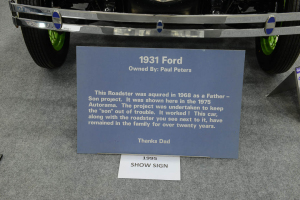 1931 Ford
Owned By: Paul Peters
This Roadster was aquired in 1968 as a Father -
Son project. It was shown here in the 1975
Autorama. The project was undertaken to keep
the "son" out of trouble. It worked! This car,
along with the roadster you see next to it, have
remained in the family for over twenty years.
Thanks Dad
1995
SHOW SIGN